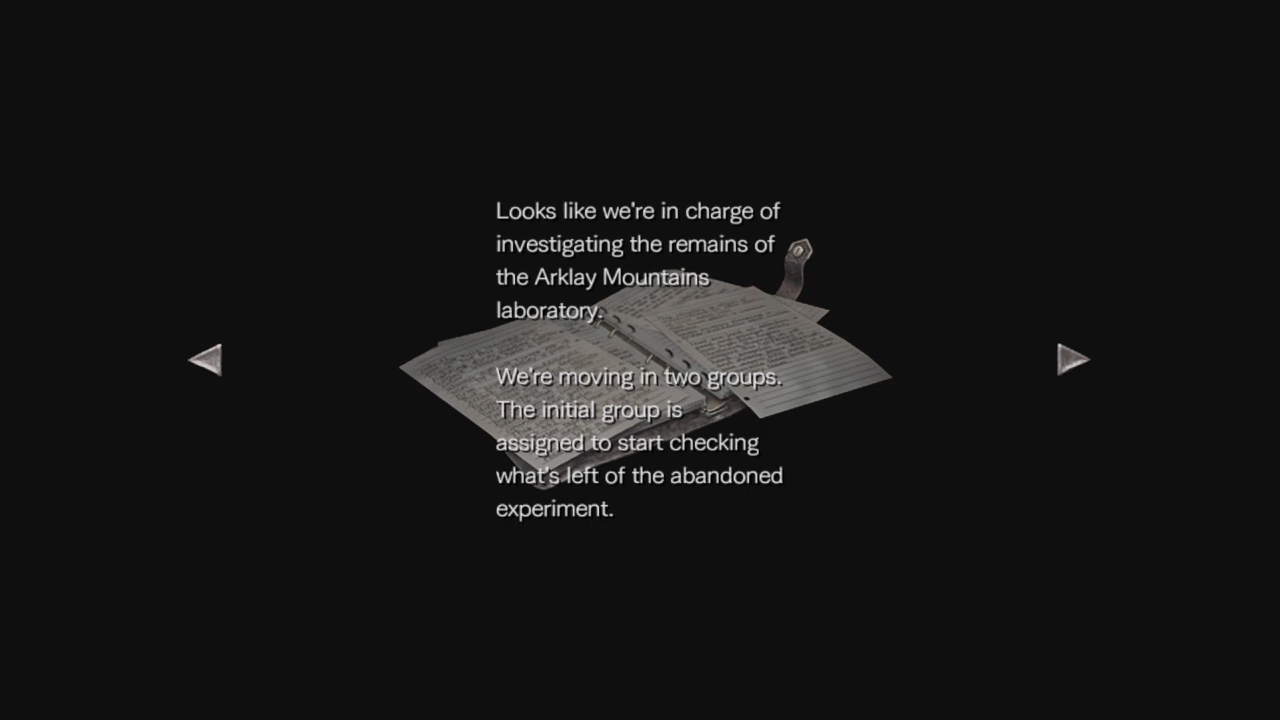 Looks like we're in charge of
investigating the remains of
the Arklay Mountains
laboratory.
We're moving in two groups.
The initial group is
assigned to start checking
what's left of the abandoned
experiment.